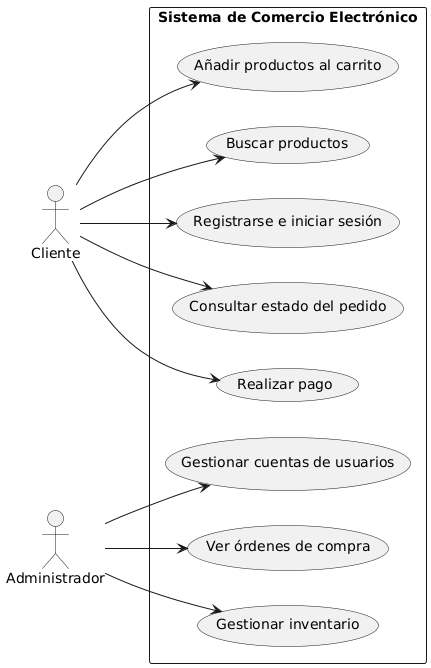 Sistema de Comercio Electrónico
Añadir productos al carrito
Buscar productos
Registrarse e iniciar sesión
Cliente
Consultar estado del pedido
Realizar pago
Gestionar cuentas de usuarios
Ver órdenes de compra
Administrador
Gestionar inventario